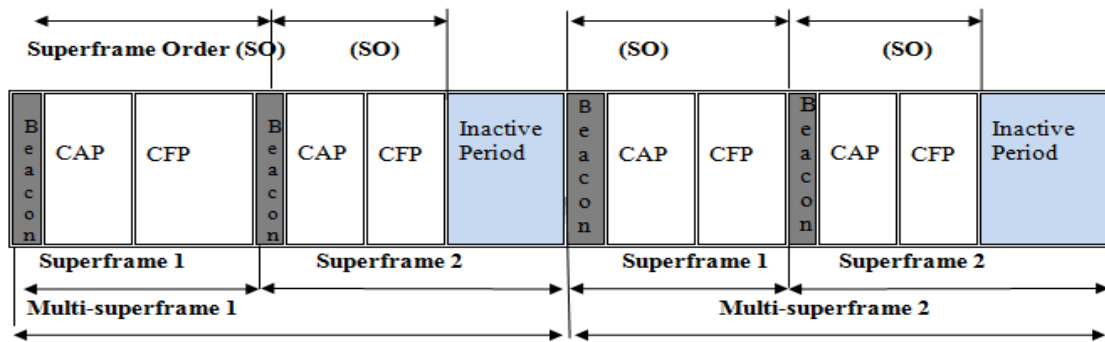 Superframe Order (SO) (SO) (SO) (SO)
Beacon CAP CFP Beacon CAP CFP Inactive Period Beacon CAP CFP Beacon CAP CFP Inactive Period
Superframe 1 Superframe 2 Superframe 1 Superframe 2
Multi-superframe 1 Multi-superframe 2